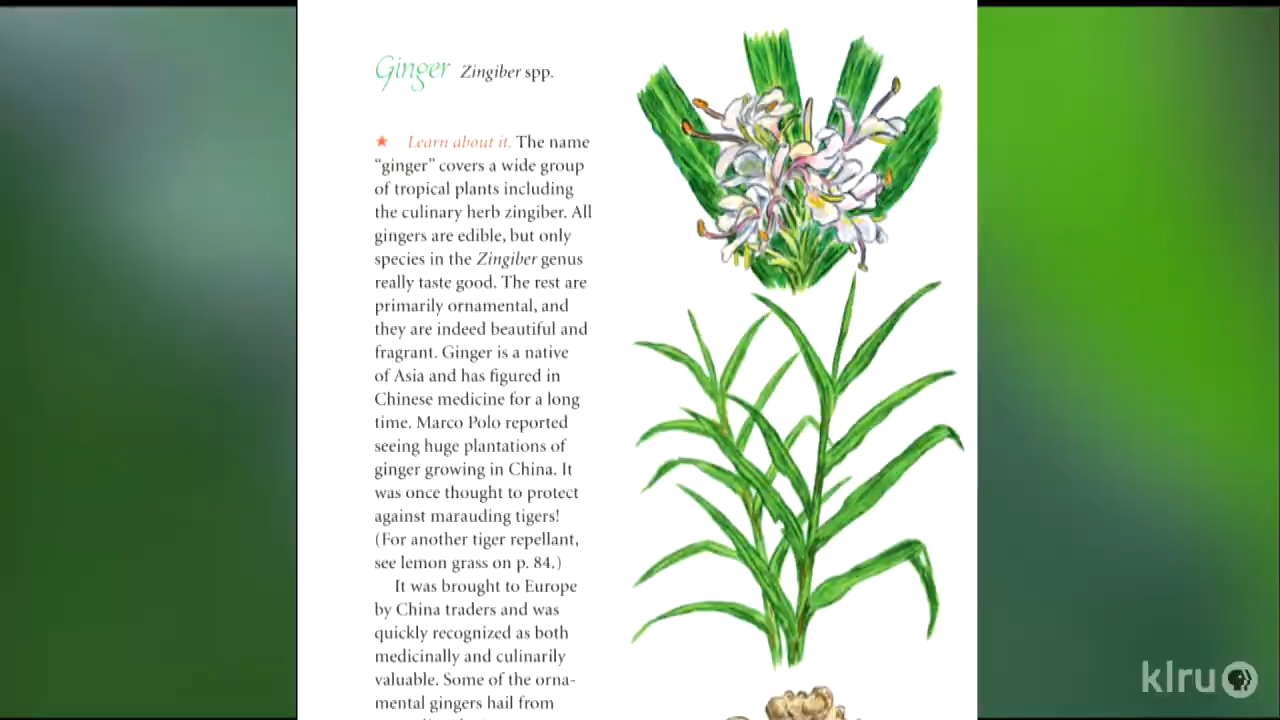 Ginger Zingiber spp.
★ Learn about it. The name
“ginger” covers a wide group
of tropical plants including
the culinary herb zingiber. All
gingers are edible, but only
species in the Zingiber genus
really taste good. The rest are
primarily ornamental, and
they are indeed beautiful and
fragrant. Ginger is a native
of Asia and has figured in
Chinese medicine for a long
time. Marco Polo reported
seeing huge plantations of
ginger growing in China. It
was once thought to protect
against marauding tigers!
(For another tiger repellant,
see lemon grass on p. 84.)
It was brought to Europe
by China traders and was
quickly recognized as both
medicinally and culinarily
valuable. Some of the orna-
mental gingers hail from
klru